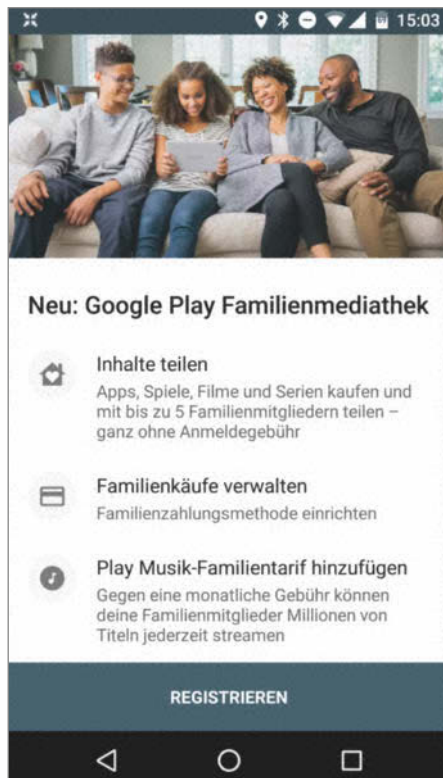 15:03
Neu: Google Play Familienmediathek
Inhalte teilen
Apps, Spiele, Filme und Serien kaufen und
mit bis zu 5 Familienmitgliedern teilen –
ganz ohne Anmeldegebühr
Familienkäufe verwalten
Familienzahlungsmethode einrichten
Play Musik-Familientarif hinzufügen
Gegen eine monatliche Gebühr können
deine Familienmitglieder Millionen von
Titeln jederzeit streamen
REGISTRIEREN